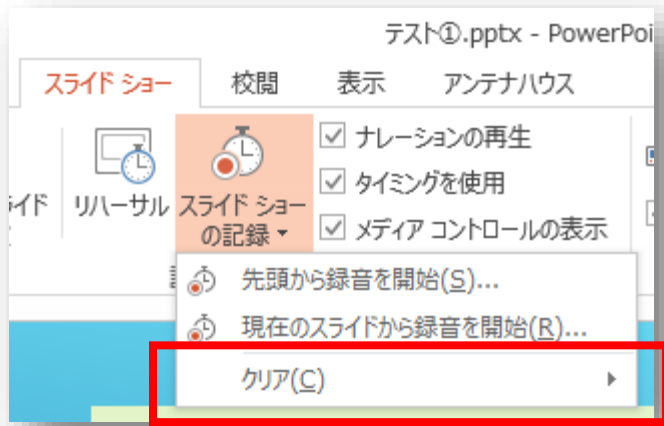 テスト①.pptx - PowerPoi
スライド ショー 校閲 表示 アンテナハウス
イド リハーサル スライド ショー
の記録
ナレーションの再生
タイミングを使用
メディア コントロールの表示
先頭から録音を開始(S)...
現在のスライドから録音を開始(R)...
クリア(C)